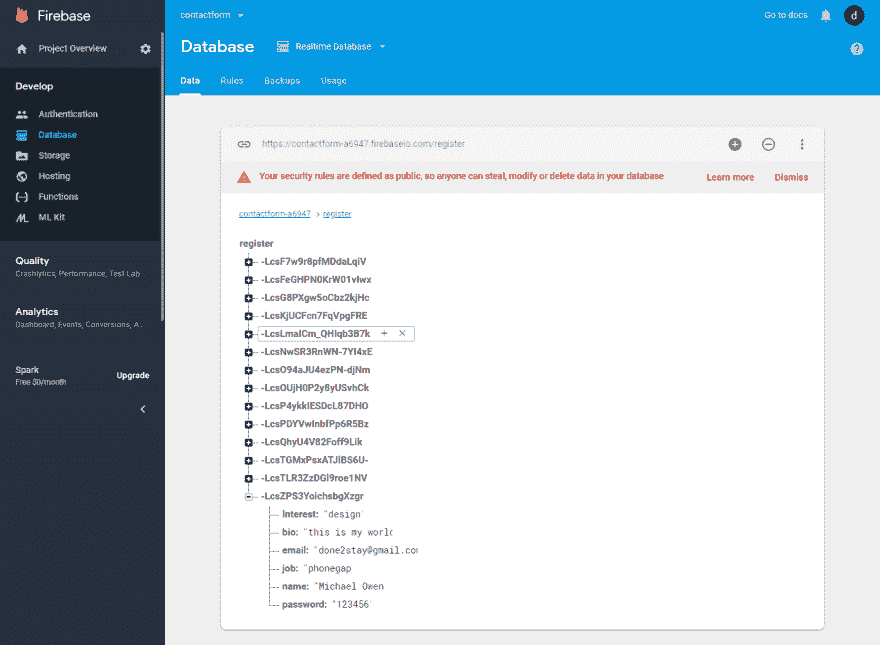 Firebase
contactform
Go to docs
d
Project Overview
Database
Realtime Database
Data
Rules
Backups
Usage
Develop
Authentication
Database
Storage
Hosting
Functions
ML Kit
https://contactform-a6947.firebaseio.com/register
Your security rules are defined as public, so anyone can steal, modify or delete data in your database
Learn more
Dismiss
contactform-a6947 > register
Quality
Crashlytics, Performance, Test Lab
Analytics
Dashboard, Events, Conversions, A..
Spark
Free $0/month
Upgrade
register
-LcsF7w9r8pfMDdaLqiV
-LcsFeGHPN0KrW01vIwx
-LcsG8PXgw5oCbz2kjHc
-LcsKjUCFcn7FqVpgFRE
-LcsLmaICm_QHlqb3B7k
-LcsNwSR3RnWN-7YI4xE
-LcsO94aJU4ezPN-djNm
-LcsOUjH0P2y8yUSvhCk
-LcsP4ykkIESDcL87DHO
-LcsPDYVwInbfPp6R5Bz
-LcsQhyU4V82Foff9Lik
-LcsTGMxPsxATJlBS6U-
-LcsTLR3ZzDGl9roe1NV
-LcsZPS3YoichsbgXzgr
Interest: "design"
bio: "this is my world
email: "done2stay@gmail.com
job: "phonegap
name: "Michael Owen
password: "123456"